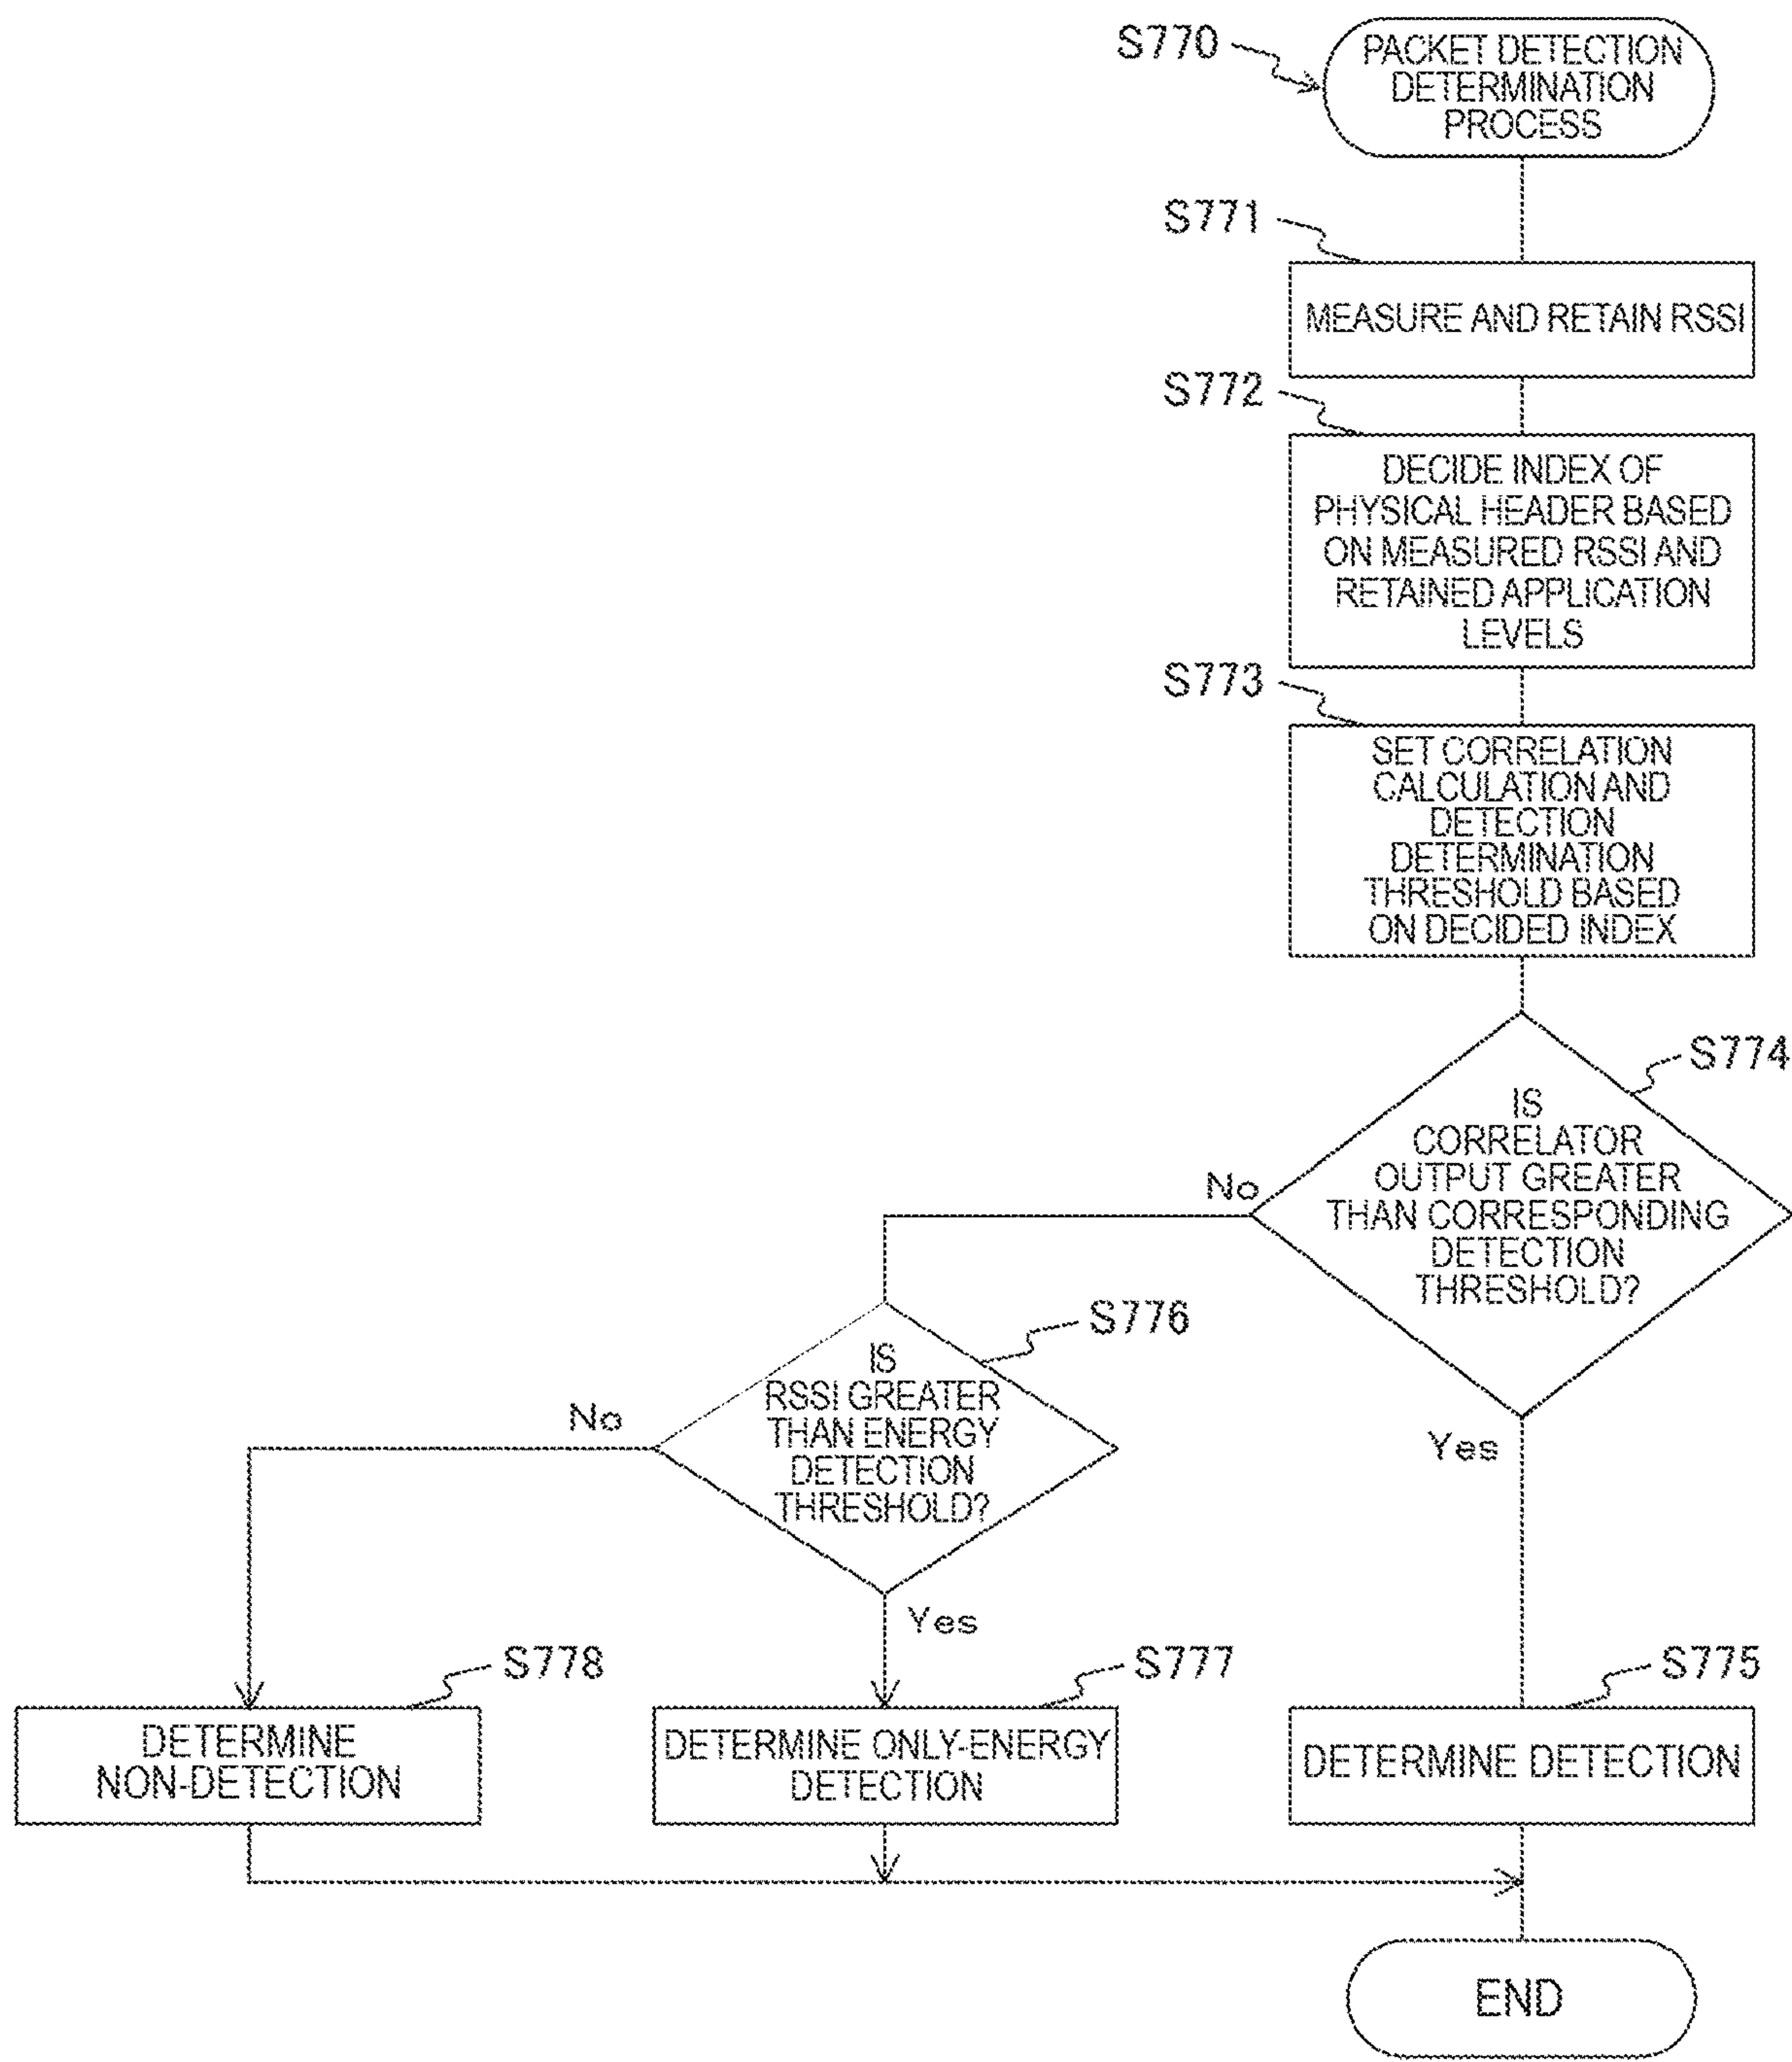 S770
PACKET DETECTION
DETERMINATION
PROCESS
S771
MEASURE AND RETAIN RSSI
S772
DECIDE INDEX OF
PHYSICAL HEADER BASED
ON MEASURED RSSI AND
RETAINED APPLICATION
LEVELS
S773
SET CORRELATION
CALCULATION AND
DETECTION
DETERMINATION
THRESHOLD BASED
ON DECIDED INDEX
S774
IS
CORRELATOR
OUTPUT GREATER
THAN CORRESPONDING
DETECTION
THRESHOLD?
No
Yes
S776
IS
RSSI GREATER
THAN ENERGY
DETECTION
THRESHOLD?
No
Yes
S778
DETERMINE
NON-DETECTION
S777
DETERMINE ONLY-ENERGY
DETECTION
S775
DETERMINE DETECTION
END